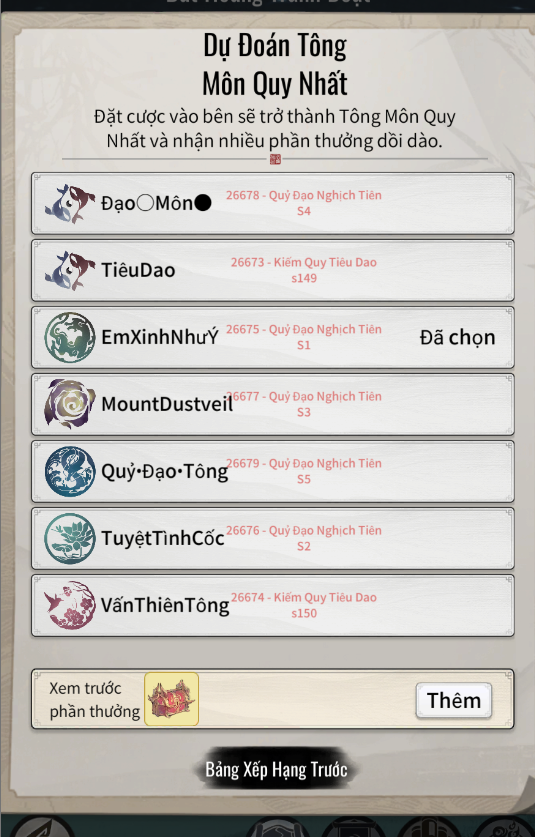 Dự Đoán Tông
Môn Quy Nhất
Đặt cược vào bên sẽ trở thành Tông Môn Quy
Nhất và nhận nhiều phần thưởng dồi dào.
Đạo○Môn● 26678 - Quỷ Đạo Nghịch Tiên
S4
TiêuDao 26673 - Kiếm Quy Tiêu Dao
s149
EmXinhNhưÝ 26675 - Quỷ Đạo Nghịch Tiên
S1
Đã chọn
MountDustveil 26677 - Quỷ Đạo Nghịch Tiên
S3
Quỷ•Đạo•Tông 26679 - Quỷ Đạo Nghịch Tiên
S5
TuyệtTìnhCốc 26676 - Quỷ Đạo Nghịch Tiên
S2
VấnThiênTông 26674 - Kiếm Quy Tiêu Dao
s150
Xem trước
phần thưởng
Thêm
Bảng Xếp Hạng Trước